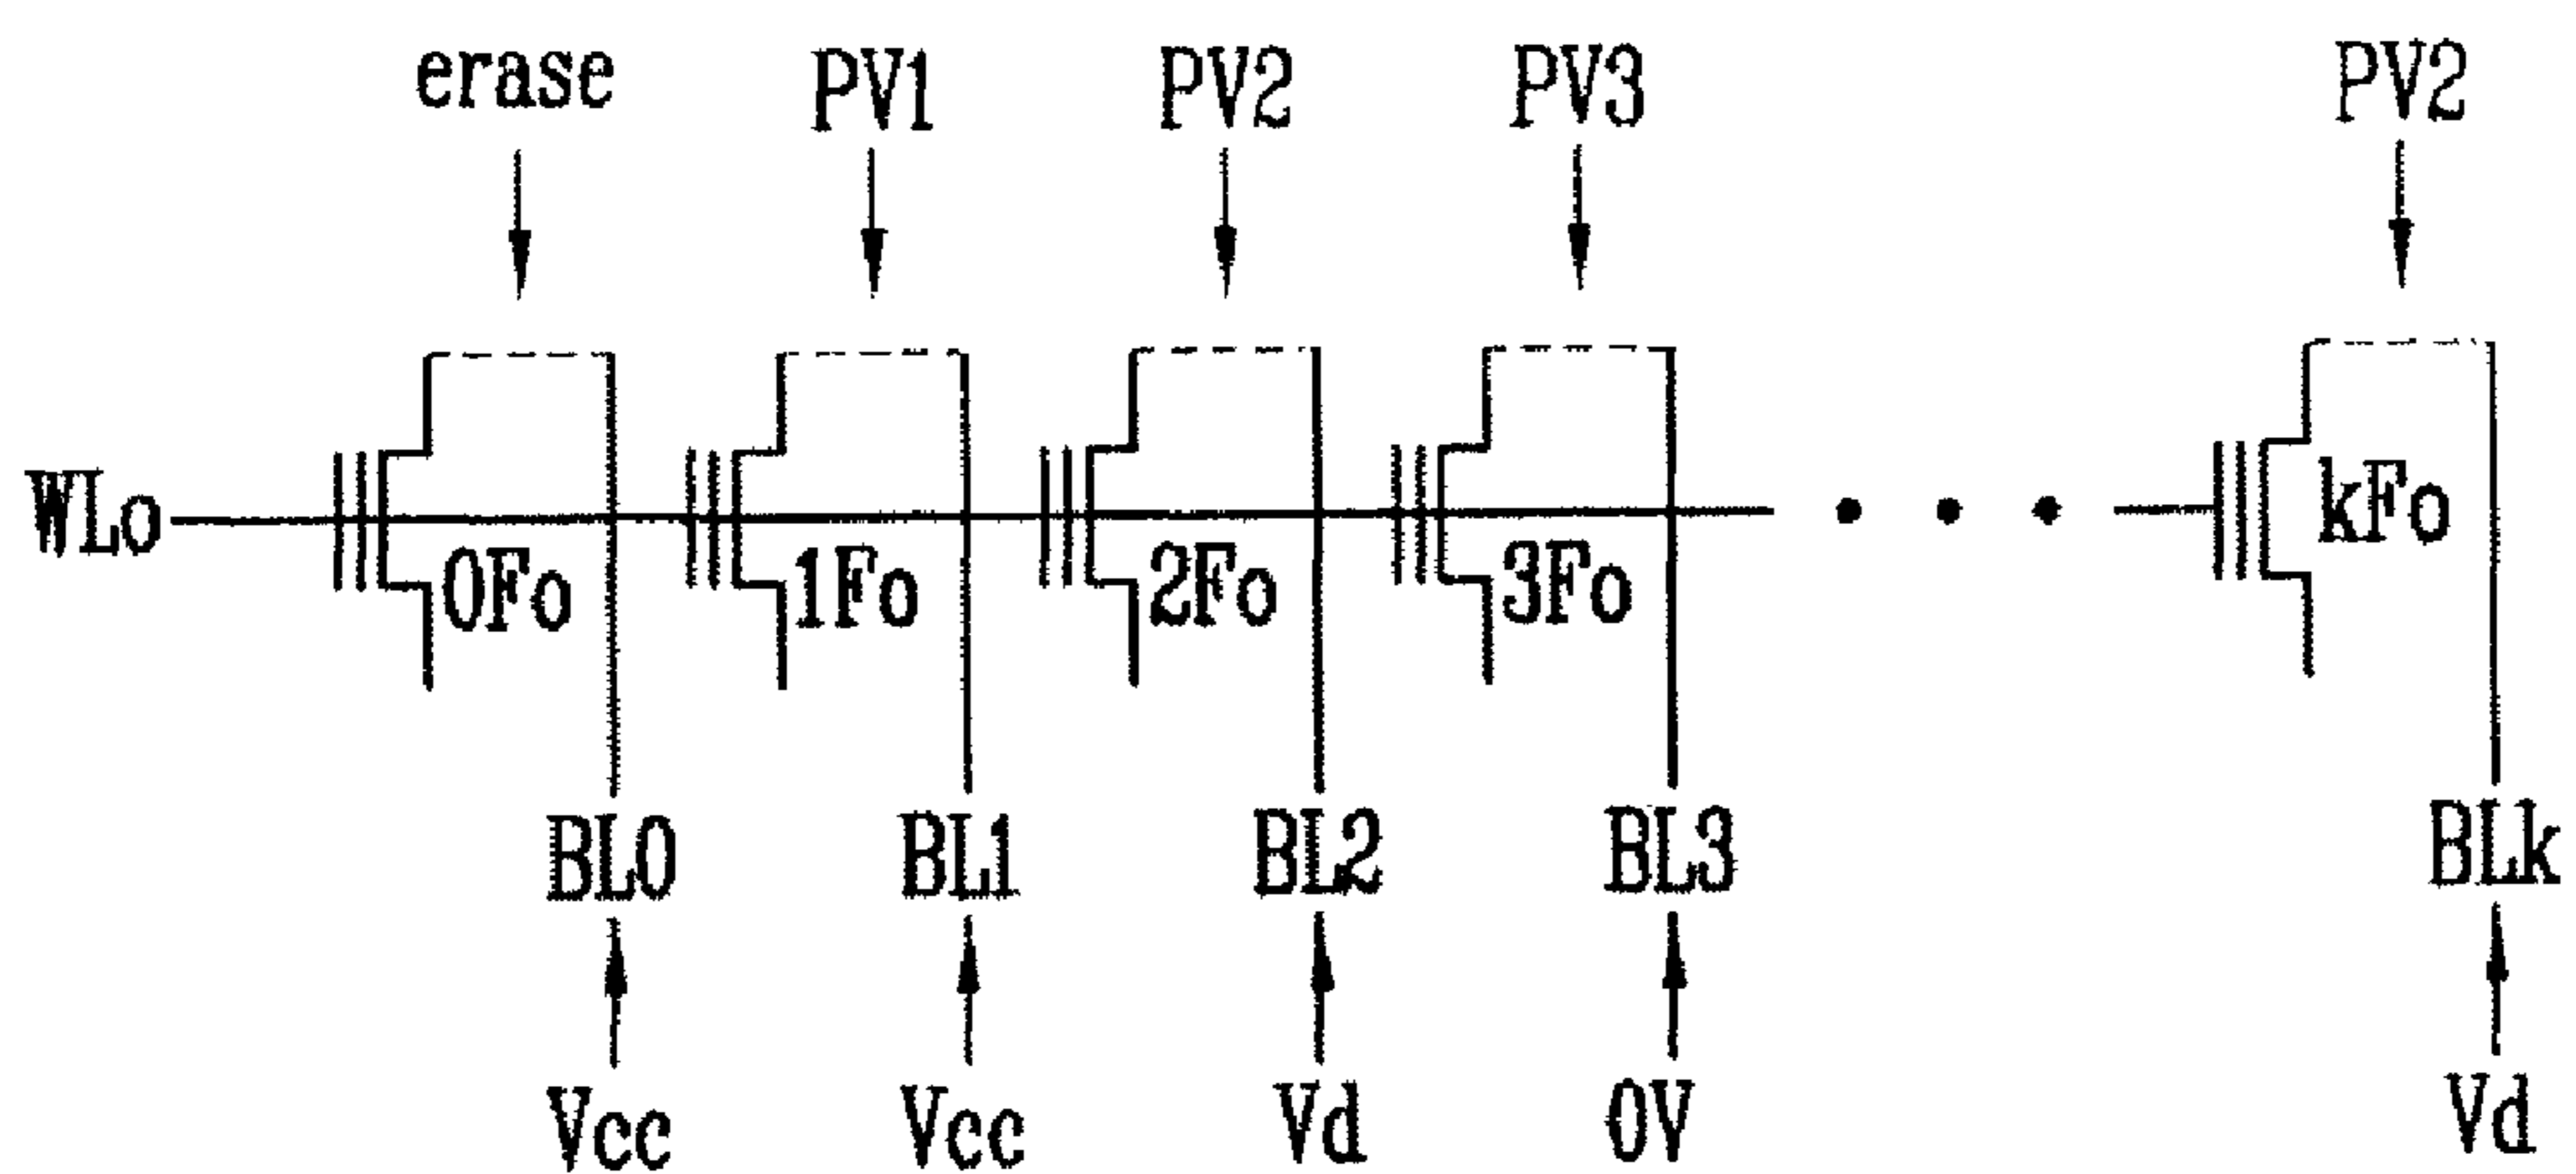 erase PV1 PV2 PV3 PV2
WLo 0Fo 1Fo 2Fo 3Fo kFo
BL0 BL1 BL2 BL3 BLk
Vcc Vcc Vd 0V Vd